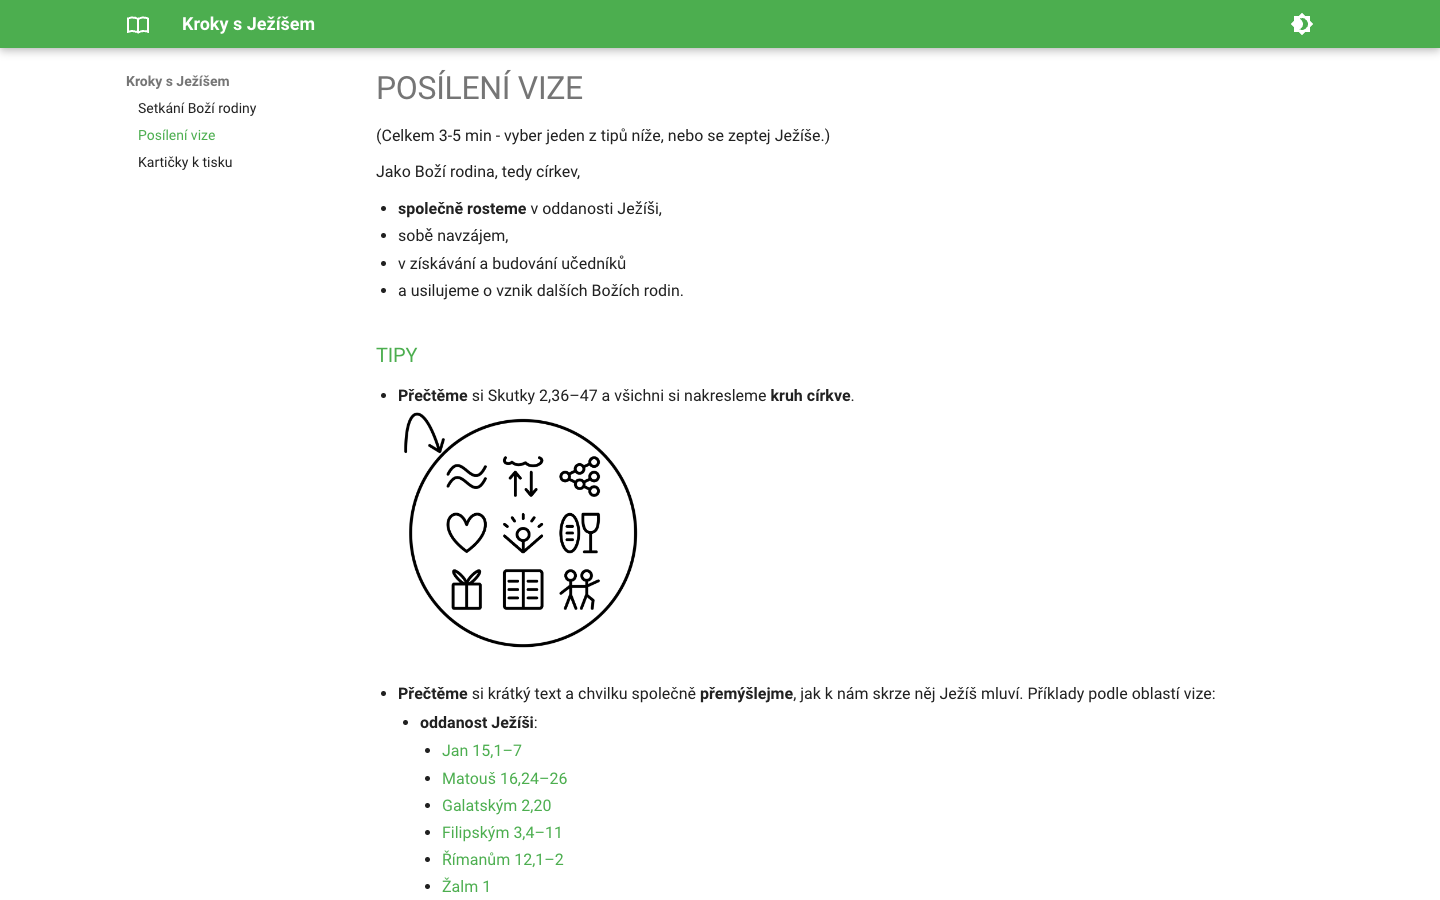 Kroky s Ježíšem
Kroky s Ježíšem
Setkání Boží rodiny
Posílení vize
Kartičky k tisku
POSÍLENÍ VIZE
(Celkem 3-5 min - vyber jeden z tipů níže, nebo se zeptej Ježíše.)
Jako Boží rodina, tedy církev,
společně rosteme v oddanosti Ježíši,
sobě navzájem,
v získávání a budování učedníků
a usilujeme o vznik dalších Božích rodin.
TIPY
Přečtěme si Skutky 2,36–47 a všichni si nakresleme kruh církve.
Přečtěme si krátký text a chvilku společně přemýšlejme, jak k nám skrze něj Ježíš mluví. Příklady podle oblastí vize:
oddanost Ježíši:
Jan 15,1–7
Matouš 16,24–26
Galatským 2,20
Filipským 3,4–11
Římanům 12,1–2
Žalm 1